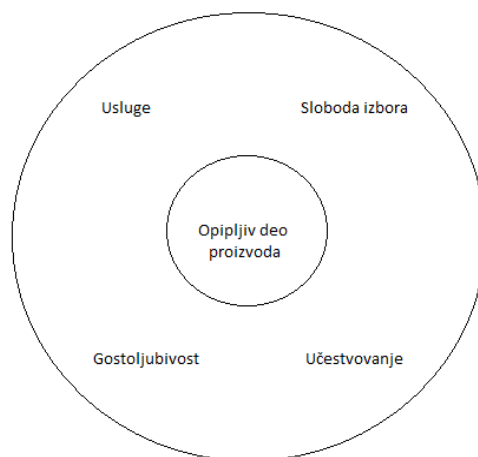 Usluge
Sloboda izbora
Opipljiv deo
proizvoda
Gostoljubivost
Učestvovanje